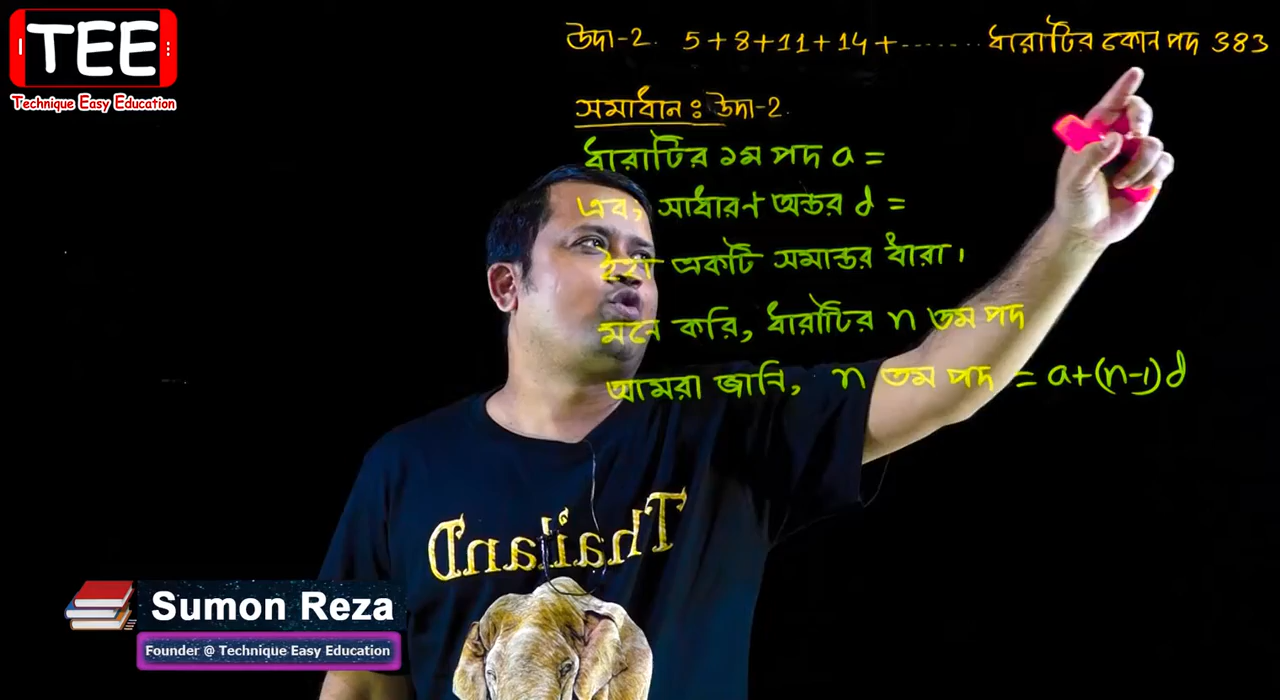 TEE
Technique Easy Education
উদা-2. 5+8+11+14+........ ধারাটির কোন পদ 383
সমাধান : উদা-2.
ধারাটির ১ম পদ a =
এবং সাধারণ অন্তর d =
ইহা একটি সমান্তর ধারা।
মনে করি, ধারাটির n তম পদ
আমরা জানি, n তম পদ = a+(n-1)d
Thailand
Sumon Reza
Founder @ Technique Easy Education